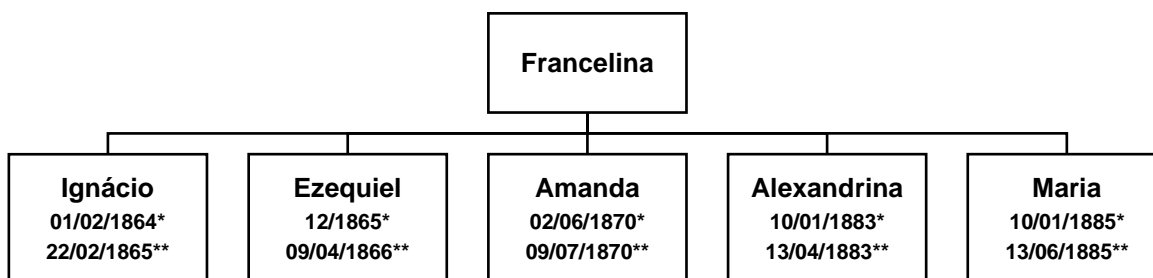 Francelina
Ignácio
01/02/1864*
22/02/1865**
Ezequiel
12/1865*
09/04/1866**
Amanda
02/06/1870*
09/07/1870**
Alexandrina
10/01/1883*
13/04/1883**
Maria
10/01/1885*
13/06/1885**